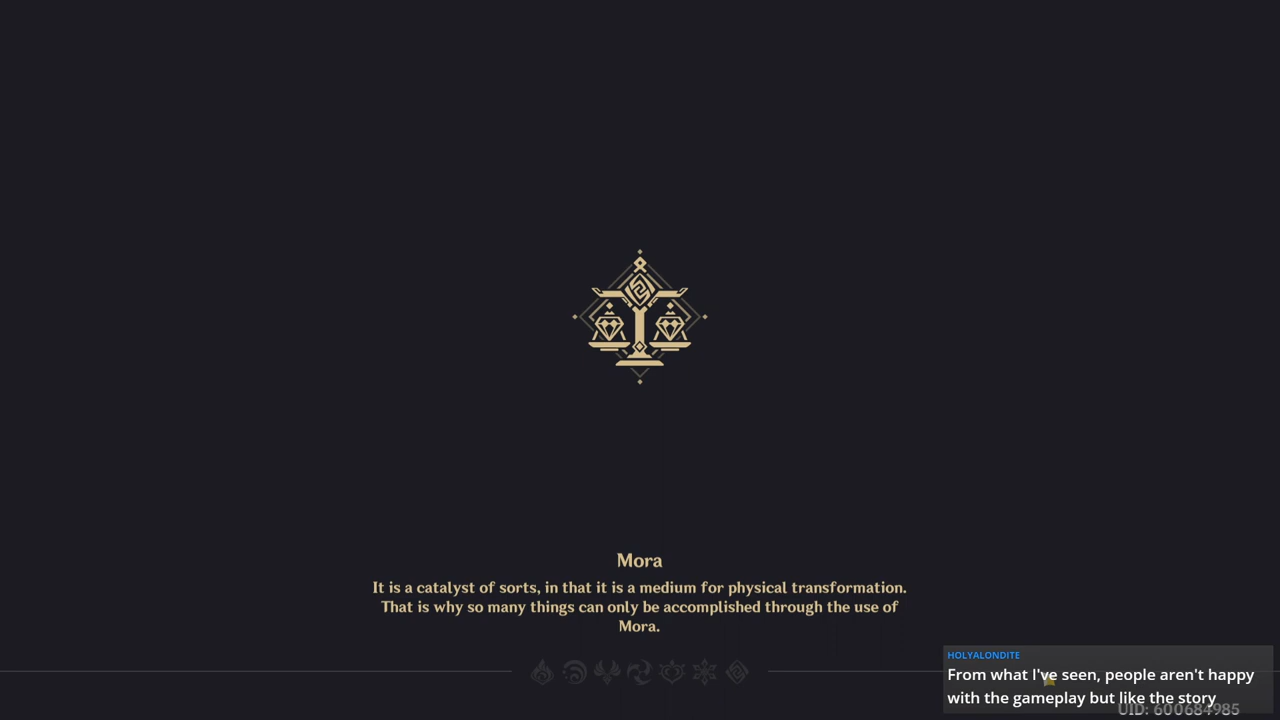 Mora
It is a catalyst of sorts, in that it is a medium for physical transformation.
That is why so many things can only be accomplished through the use of
Mora.
HOLYALONDITE
From what I've seen, people aren't happy
with the gameplay but like the story
UID: 600684985